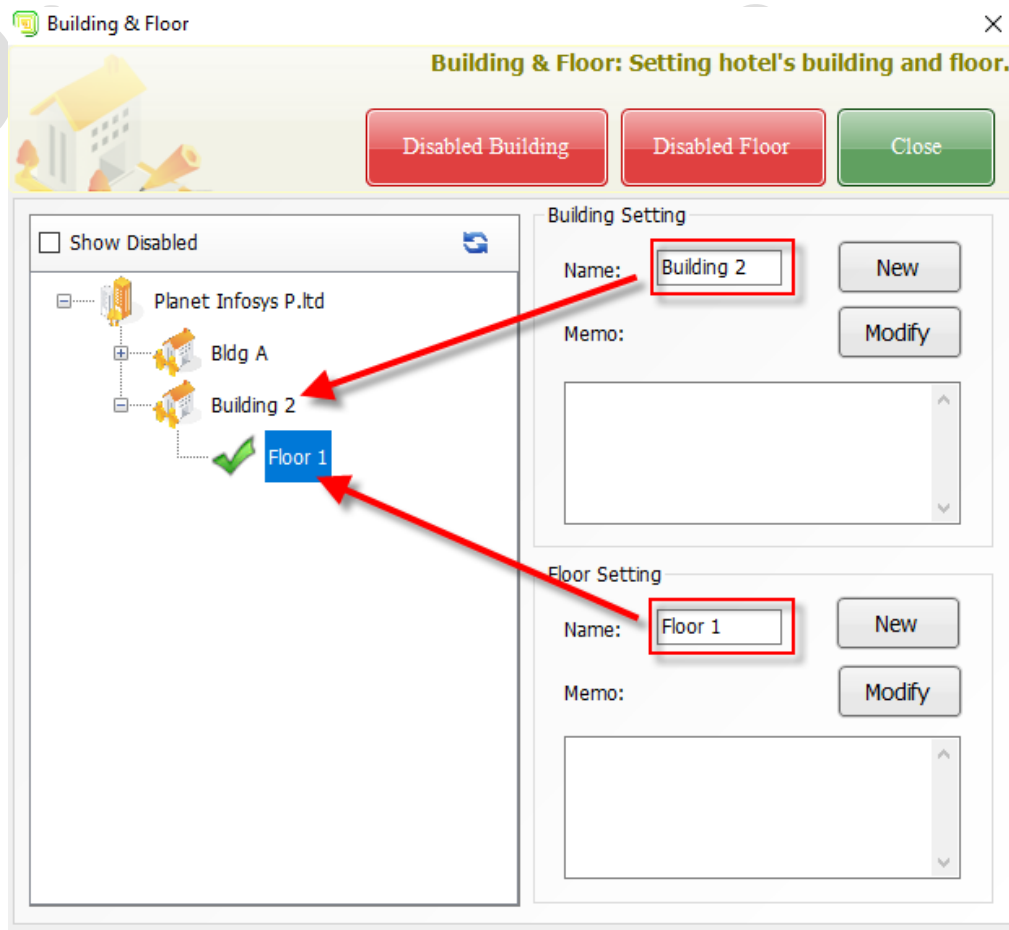 Building & Floor
Building & Floor: Setting hotel's building and floor.
Disabled Building
Disabled Floor
Close
Show Disabled
Planet Infosys P.ltd
Bldg A
Building 2
Floor 1
Building Setting
Name:
Building 2
New
Memo:
Modify
Floor Setting
Name:
Floor 1
New
Memo:
Modify